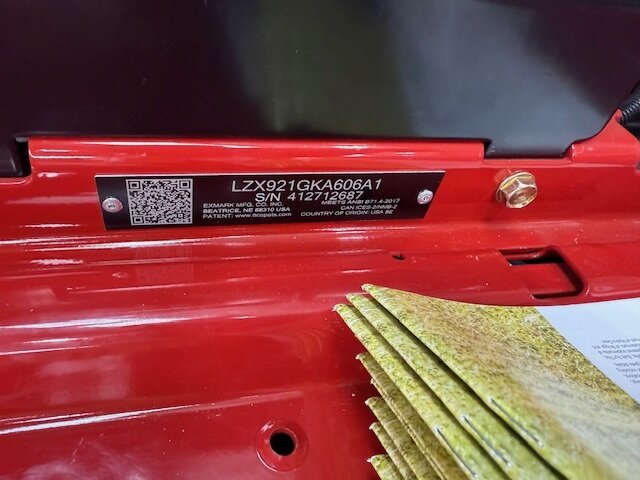 LZX921GKA606A1
S/N 412712687
EXMARK MFG. CO. INC. MEETS ANSI B71.4-2017
BEATRICE, NE 68310 USA CAN ICES-2/NMB-2
PATENT: www.ttcopats.com COUNTRY OF ORIGIN: USA BE